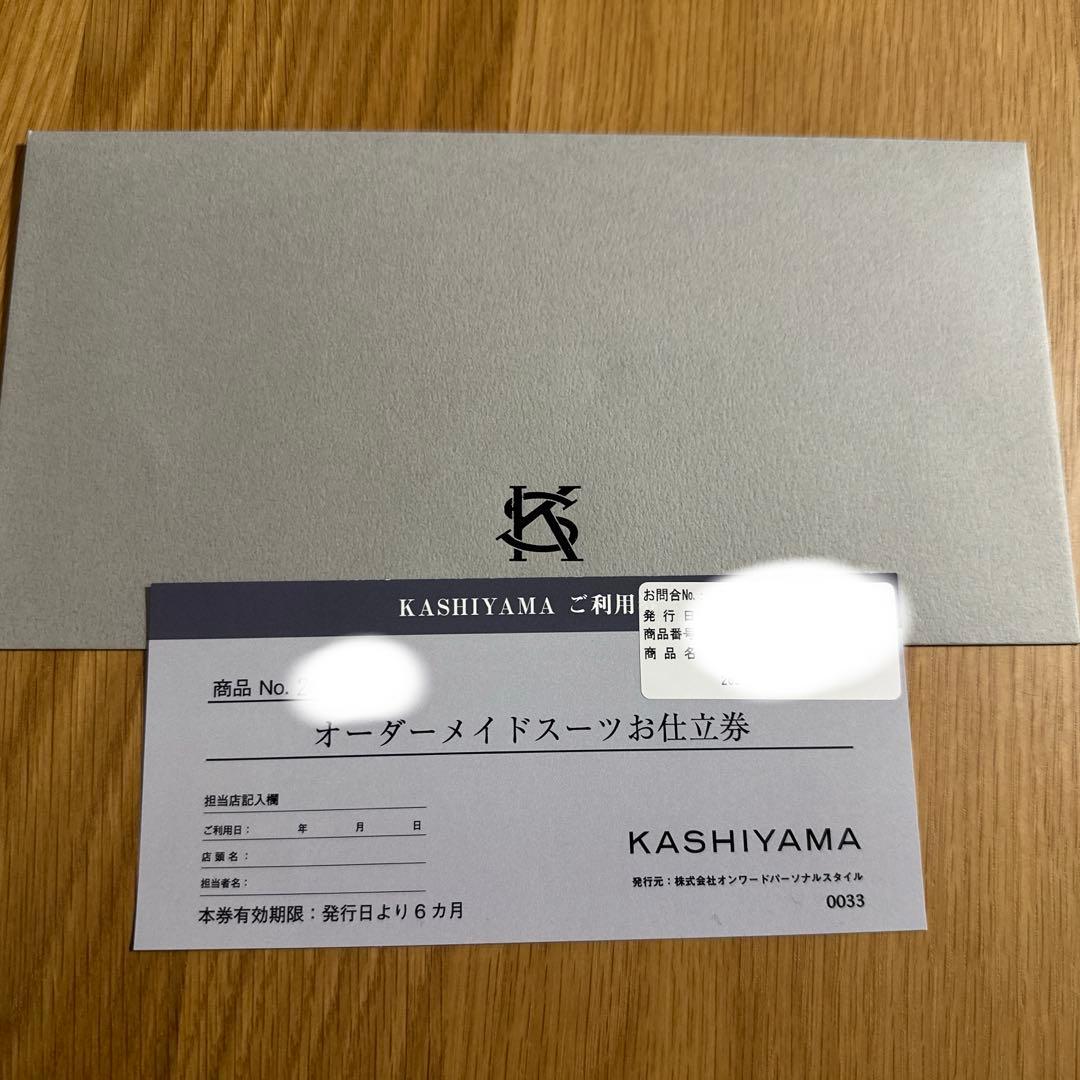 KS
KASHIYAMA ご利用
お問合No.
発行日
商品番号
商品名
商品 No. 2
オーダーメイドスーツお仕立券
担当店記入欄
ご利用日： 年 月 日
店頭名：
担当者名：
本券有効期限：発行日より6カ月
KASHIYAMA
発行元：株式会社オンワードパーソナルスタイル
0033